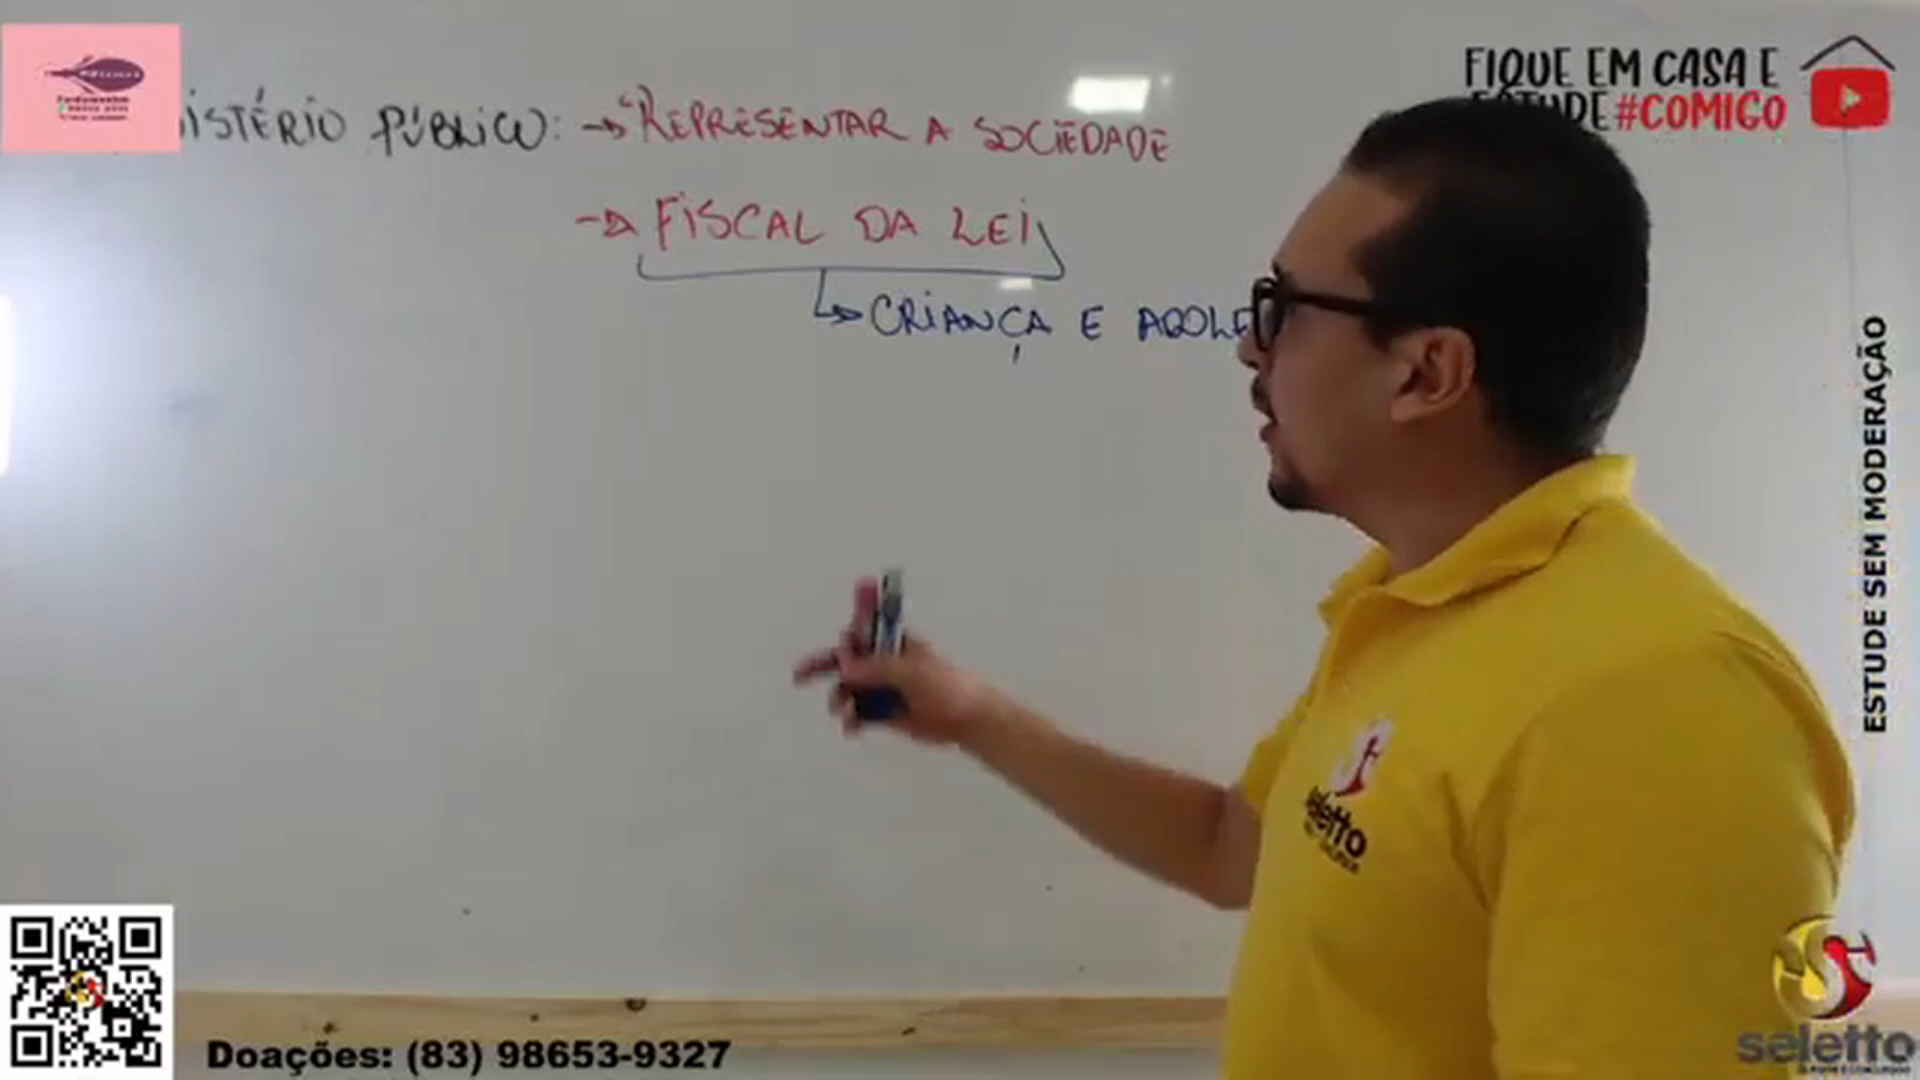 FIQUE EM CASA E
#COMIGO
PÚBLICO: → "REPRESENTAR A SOCIEDADE
→ FISCAL DA LEI
CRIANÇA E ADOLE
ESTUDE SEM MODERAÇÃO
seletto
Doações: (83) 98653-9327
seletto